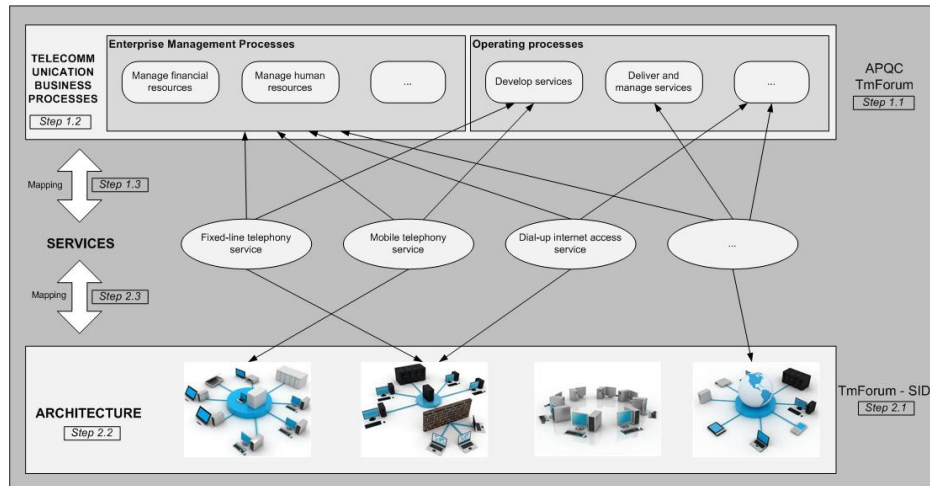 Enterprise Management Processes
Operating processes
TELECOMM
UNICATION
BUSINESS
PROCESSES
Step 1.2
Manage financial
resources
Manage human
resources
...
Develop services
Deliver and
manage services
...
APQC
TmForum
Step 1.1
Mapping
Step 1.3
SERVICES
Fixed-line telephony
service
Mobile telephony
service
Dial-up internet access
service
...
Mapping
Step 2.3
ARCHITECTURE
Step 2.2
TmForum - SID
Step 2.1